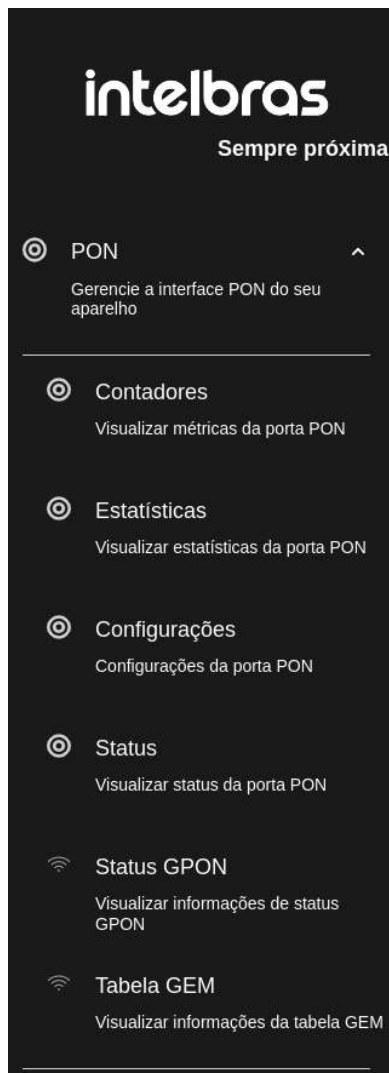 intelbras
Sempre próxima
PON
Gerencie a interface PON do seu
aparelho
Contadores
Visualizar métricas da porta PON
Estatísticas
Visualizar estatísticas da porta PON
Configurações
Configurações da porta PON
Status
Visualizar status da porta PON
Status GPON
Visualizar informações de status
GPON
Tabela GEM
Visualizar informações da tabela GEM